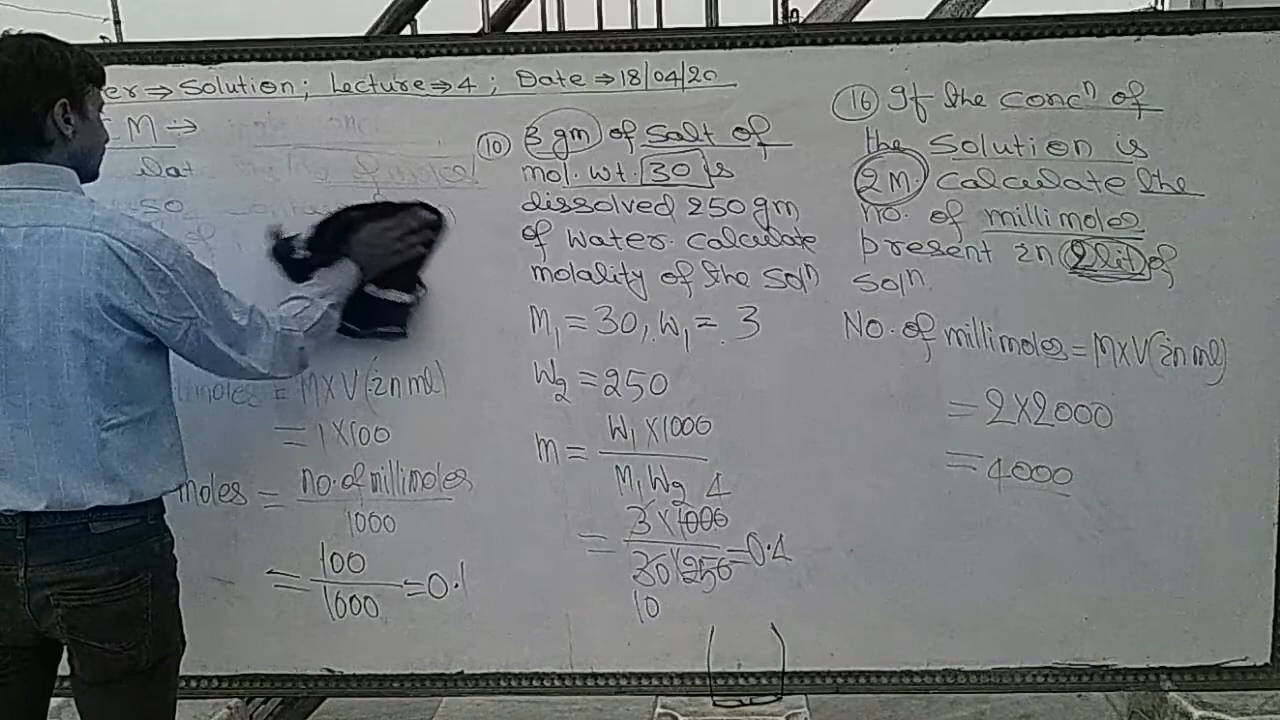 er⇒Solution; Lecture⇒4; Date⇒18/04/20
M→
moles = M×V(in ml)
= 1×100
moles = no. of millimoles
1000
= 100
1000 = 0.1
⑩ 3 gm of Salt of
mol. wt. 30 is
dissolved 250 gm
of water. calculate
molality of the soln
M₁ = 30, W₁ = 3
W₂ = 250
m = W₁ × 1000
M₁ W₂ 4
= 3 × 1000
30 × 250 = 0.4
10
⑯ If the concn of
the Solution is
2M. calculate the
no. of millimoles
present in 2lit of
soln.
No. of millimoles = M×V(in ml)
= 2×2000
= 4000